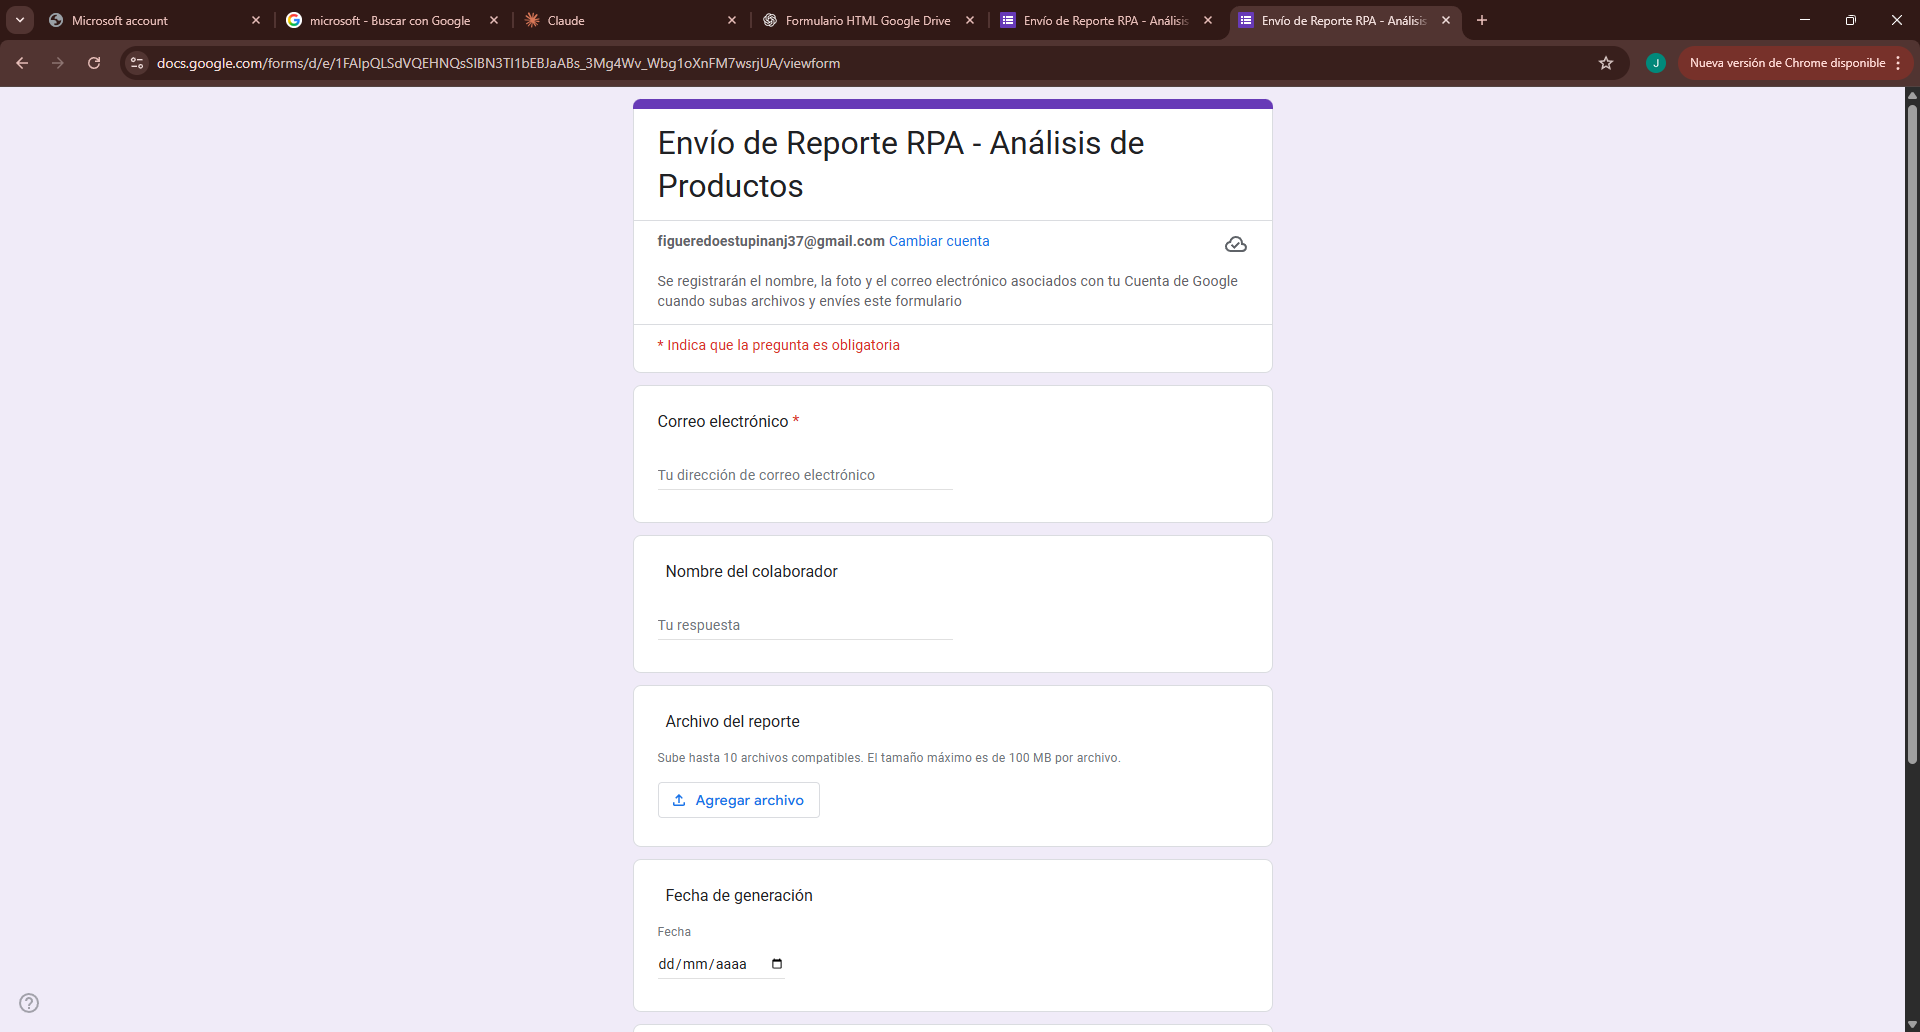 Microsoft account
microsoft - Buscar con Google
Claude
Formulario HTML Google Drive
Envío de Reporte RPA - Análisis
Envío de Reporte RPA - Análisis
docs.google.com/forms/d/e/1FAIpQLSdVQEHNQsSIBN3TI1bEBJaABs_3Mg4Wv_Wbg1oXnFM7wsrjUA/viewform
J
Nueva versión de Chrome disponible
Envío de Reporte RPA - Análisis de
Productos
figueredoestupinanj37@gmail.com Cambiar cuenta
Se registrarán el nombre, la foto y el correo electrónico asociados con tu Cuenta de Google
cuando subas archivos y envíes este formulario
* Indica que la pregunta es obligatoria
Correo electrónico *
Tu dirección de correo electrónico
Nombre del colaborador
Tu respuesta
Archivo del reporte
Sube hasta 10 archivos compatibles. El tamaño máximo es de 100 MB por archivo.
Agregar archivo
Fecha de generación
Fecha
dd/mm/aaaa